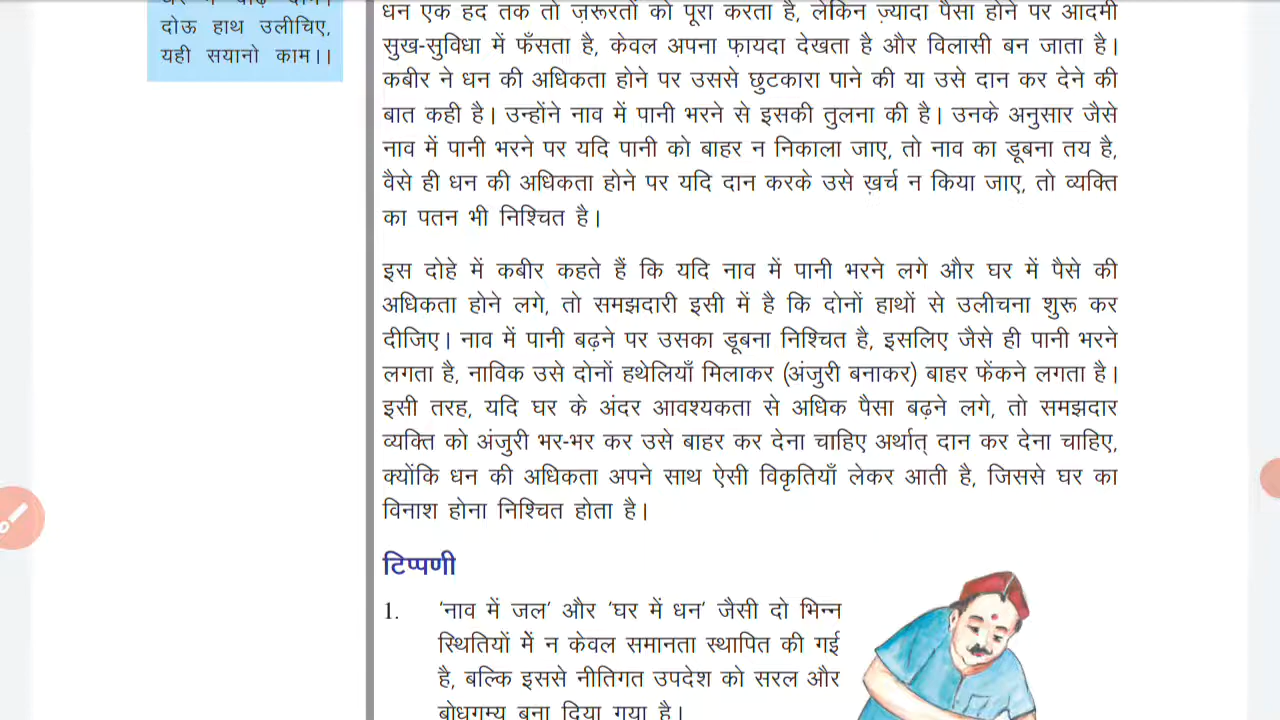 दोऊ हाथ उलीचिए,
यही सयानो काम।।
धन एक हद तक तो ज़रूरतों को पूरा करता है, लेकिन ज़्यादा पैसा होने पर आदमी
सुख-सुविधा में फँसता है, केवल अपना फ़ायदा देखता है और विलासी बन जाता है।
कबीर ने धन की अधिकता होने पर उससे छुटकारा पाने की या उसे दान कर देने की
बात कही है। उन्होंने नाव में पानी भरने से इसकी तुलना की है। उनके अनुसार जैसे
नाव में पानी भरने पर यदि पानी को बाहर न निकाला जाए, तो नाव का डूबना तय है,
वैसे ही धन की अधिकता होने पर यदि दान करके उसे ख़र्च न किया जाए, तो व्यक्ति
का पतन भी निश्चित है।
इस दोहे में कबीर कहते हैं कि यदि नाव में पानी भरने लगे और घर में पैसे की
अधिकता होने लगे, तो समझदारी इसी में है कि दोनों हाथों से उलीचना शुरू कर
दीजिए। नाव में पानी बढ़ने पर उसका डूबना निश्चित है, इसलिए जैसे ही पानी भरने
लगता है, नाविक उसे दोनों हथेलियाँ मिलाकर (अंजुरी बनाकर) बाहर फेंकने लगता है।
इसी तरह, यदि घर के अंदर आवश्यकता से अधिक पैसा बढ़ने लगे, तो समझदार
व्यक्ति को अंजुरी भर-भर कर उसे बाहर कर देना चाहिए अर्थात् दान कर देना चाहिए,
क्योंकि धन की अधिकता अपने साथ ऐसी विकृतियाँ लेकर आती है, जिससे घर का
विनाश होना निश्चित होता है।
टिप्पणी
1. 'नाव में जल' और 'घर में धन' जैसी दो भिन्न
स्थितियों में न केवल समानता स्थापित की गई
है, बल्कि इससे नीतिगत उपदेश को सरल और
बोधगम्य बना दिया गया है।